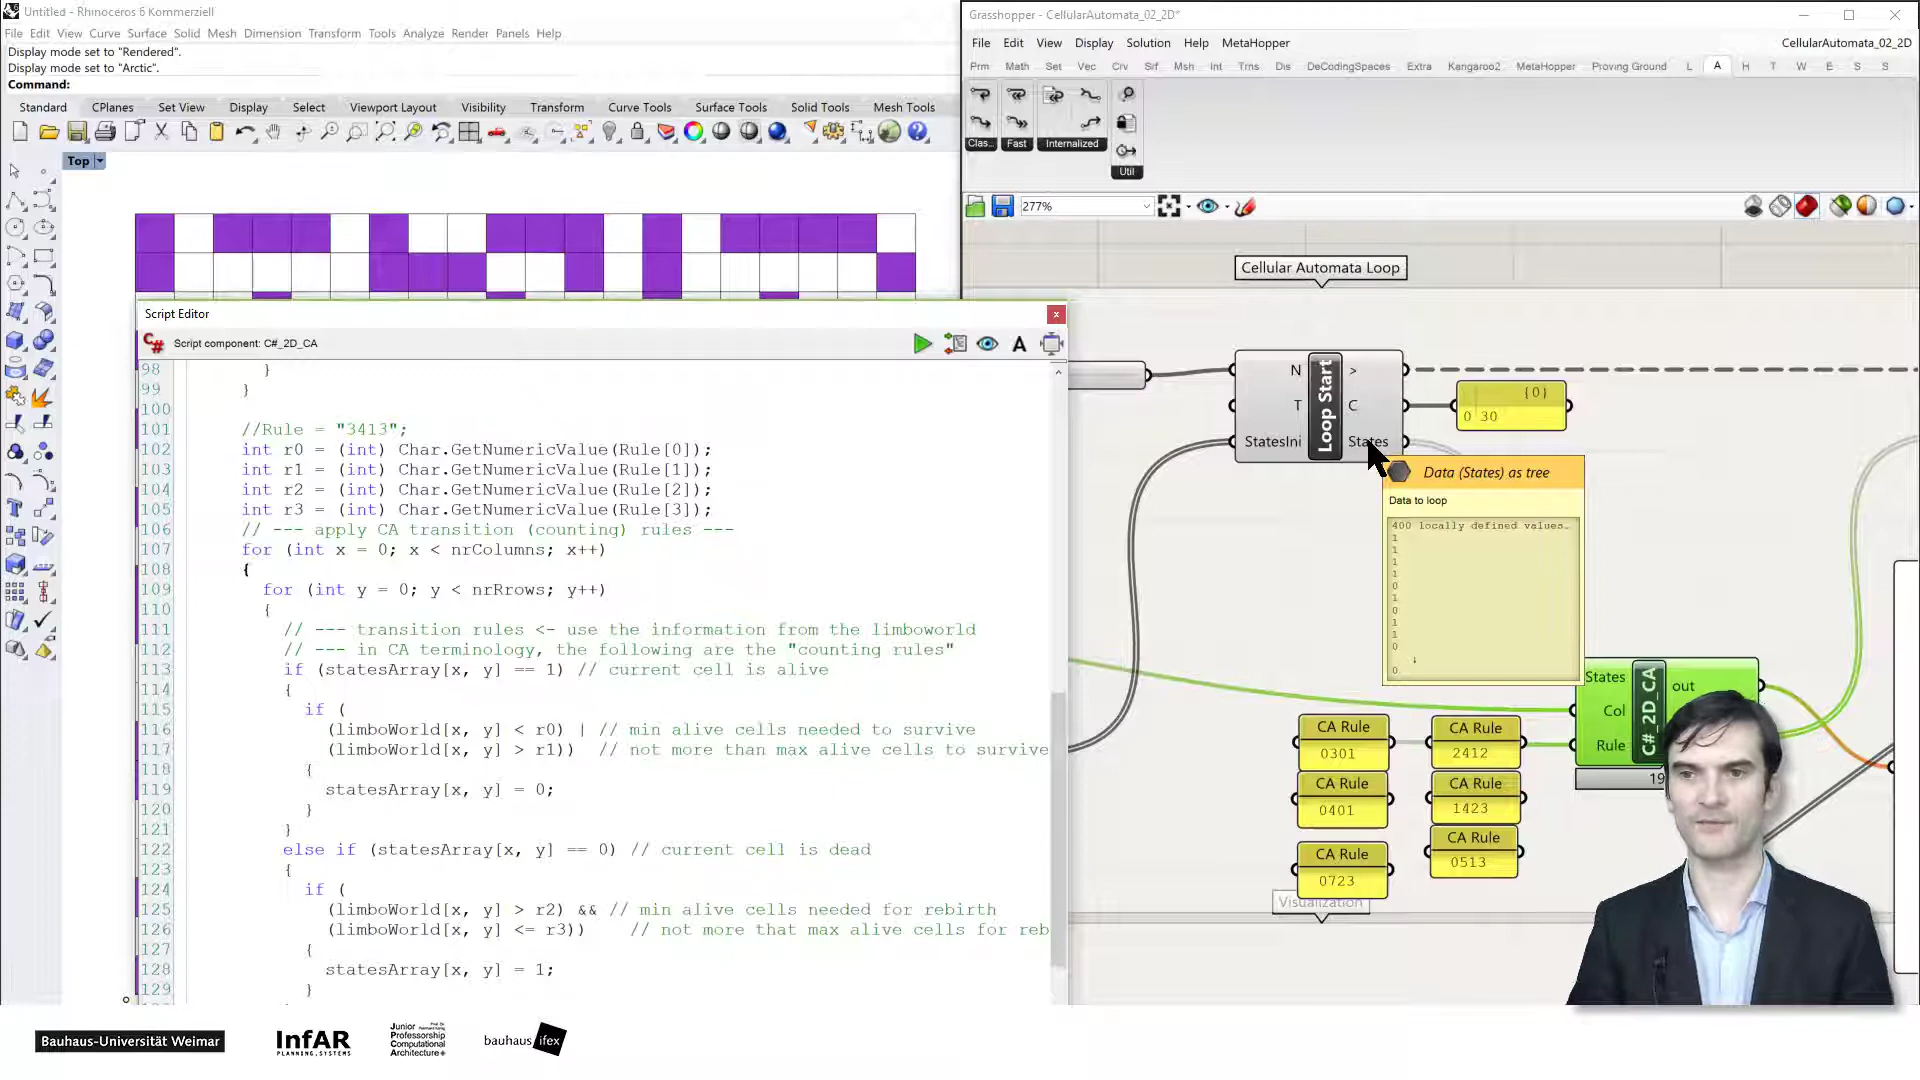 Untitled - Rhinoceros 6 Kommerziell
File Edit View Curve Surface Solid Mesh Dimension Transform Tools Analyze Render Panels Help
Display mode set to "Rendered".
Display mode set to "Arctic".
Command:
Standard CPlanes Set View Display Select Viewport Layout Visibility Transform Curve Tools Surface Tools Solid Tools Mesh Tools
Top
Script Editor
Script component: C#_2D_CA
98 }
99 }
100
101 //Rule = "3413";
102 int r0 = (int) Char.GetNumericValue(Rule[0]);
103 int r1 = (int) Char.GetNumericValue(Rule[1]);
104 int r2 = (int) Char.GetNumericValue(Rule[2]);
105 int r3 = (int) Char.GetNumericValue(Rule[3]);
106 // --- apply CA transition (counting) rules ---
107 for (int x = 0; x < nrColumns; x++)
108 {
109 for (int y = 0; y < nrRrows; y++)
110 {
111 // --- transition rules <- use the information from the limboworld
112 // --- in CA terminology, the following are the "counting rules"
113 if (statesArray[x, y] == 1) // current cell is alive
114 {
115 if (
116 (limboWorld[x, y] < r0) | // min alive cells needed to survive
117 (limboWorld[x, y] > r1)) // not more than max alive cells to survive
118 {
119 statesArray[x, y] = 0;
120 }
121 }
122 else if (statesArray[x, y] == 0) // current cell is dead
123 {
124 if (
125 (limboWorld[x, y] > r2) && // min alive cells needed for rebirth
126 (limboWorld[x, y] <= r3)) // not more that max alive cells for reb
127 {
128 statesArray[x, y] = 1;
129 }
Grasshopper - CellularAutomata_02_2D*
File Edit View Display Solution Help MetaHopper CellularAutomata_02_2D
Prm Math Set Vec Crv Srf Msh Int Trns Dis DeCodingSpaces Extra Kangaroo2 MetaHopper Proving Ground L A H T W E S S
Clas... Fast Internalized Util
277%
Cellular Automata Loop
N T StatesIni
Loop Start
> C States
{0}
0 30
Data (States) as tree
Data to loop
400 locally defined values...
1
1
1
1
0
1
0
1
1
0
↓
0
States
Col
Rule
C#_2D_CA
out
19
CA Rule
0301
CA Rule
2412
CA Rule
0401
CA Rule
1423
CA Rule
0723
CA Rule
0513
Visualization
Bauhaus-Universität Weimar
InfAR
PLANNING.SYSTEMS
Junior
Professorship
Computational
Architecture+
bauhaus ifex